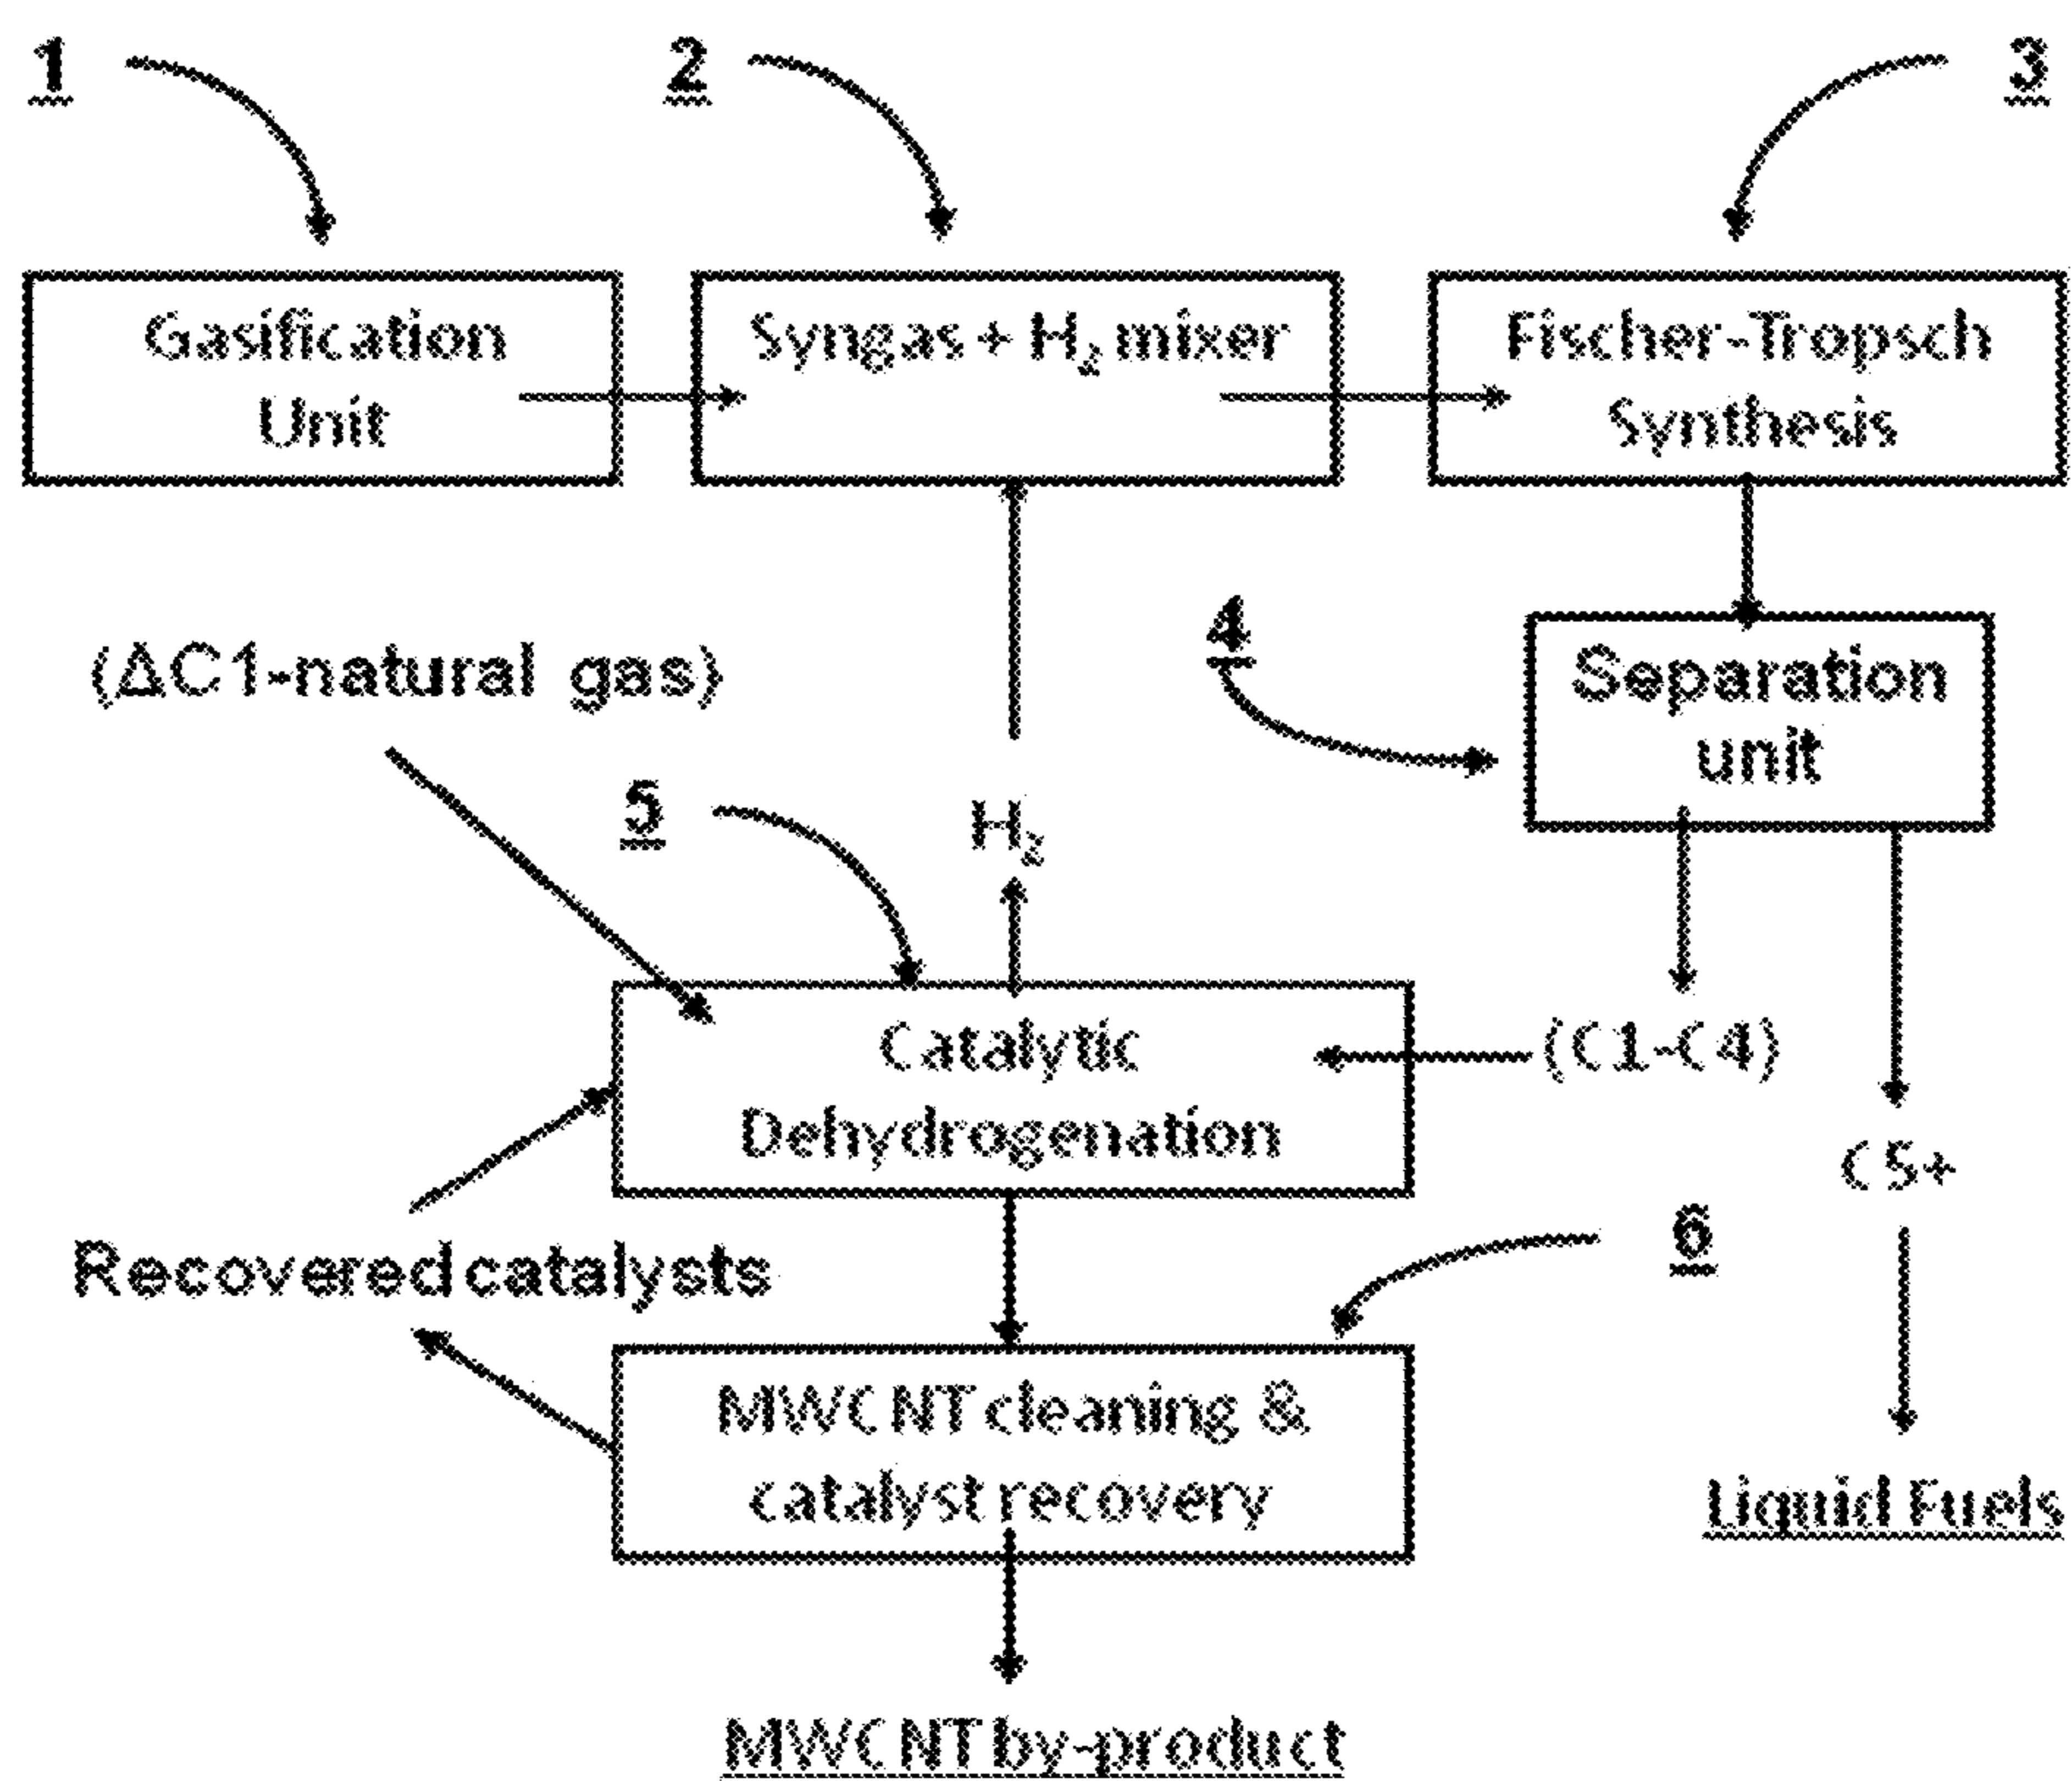 1
2
3
Gasification
Unit
Syngas + H₂ mixer
Fischer-Tropsch
Synthesis
(ΔC1-natural gas)
4
Separation
unit
5
H₂
Catalytic
Dehydrogenation
(C1-C4)
C5+
Recovered catalysts
6
MWCNT cleaning &
catalyst recovery
Liquid Fuels
MWCNT by-product